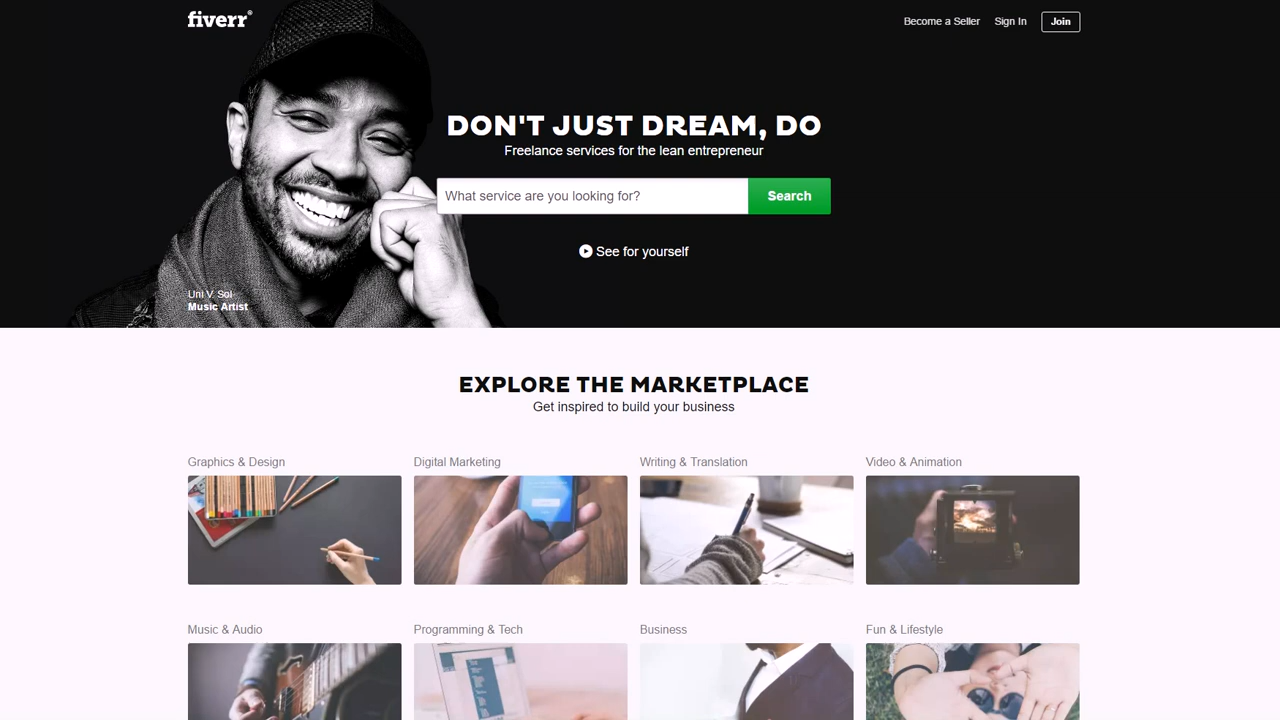 fiverr®
Become a Seller
Sign In
Join
DON'T JUST DREAM, DO
Freelance services for the lean entrepreneur
What service are you looking for?
Search
See for yourself
Uni V. Sol
Music Artist
EXPLORE THE MARKETPLACE
Get inspired to build your business
Graphics & Design
Digital Marketing
Writing & Translation
Video & Animation
Music & Audio
Programming & Tech
Business
Fun & Lifestyle